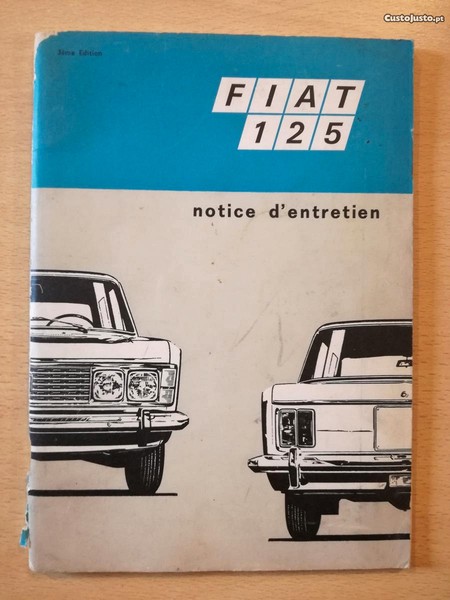 CustoJusto.pt
3ème Edition
FIAT
125
notice d'entretien